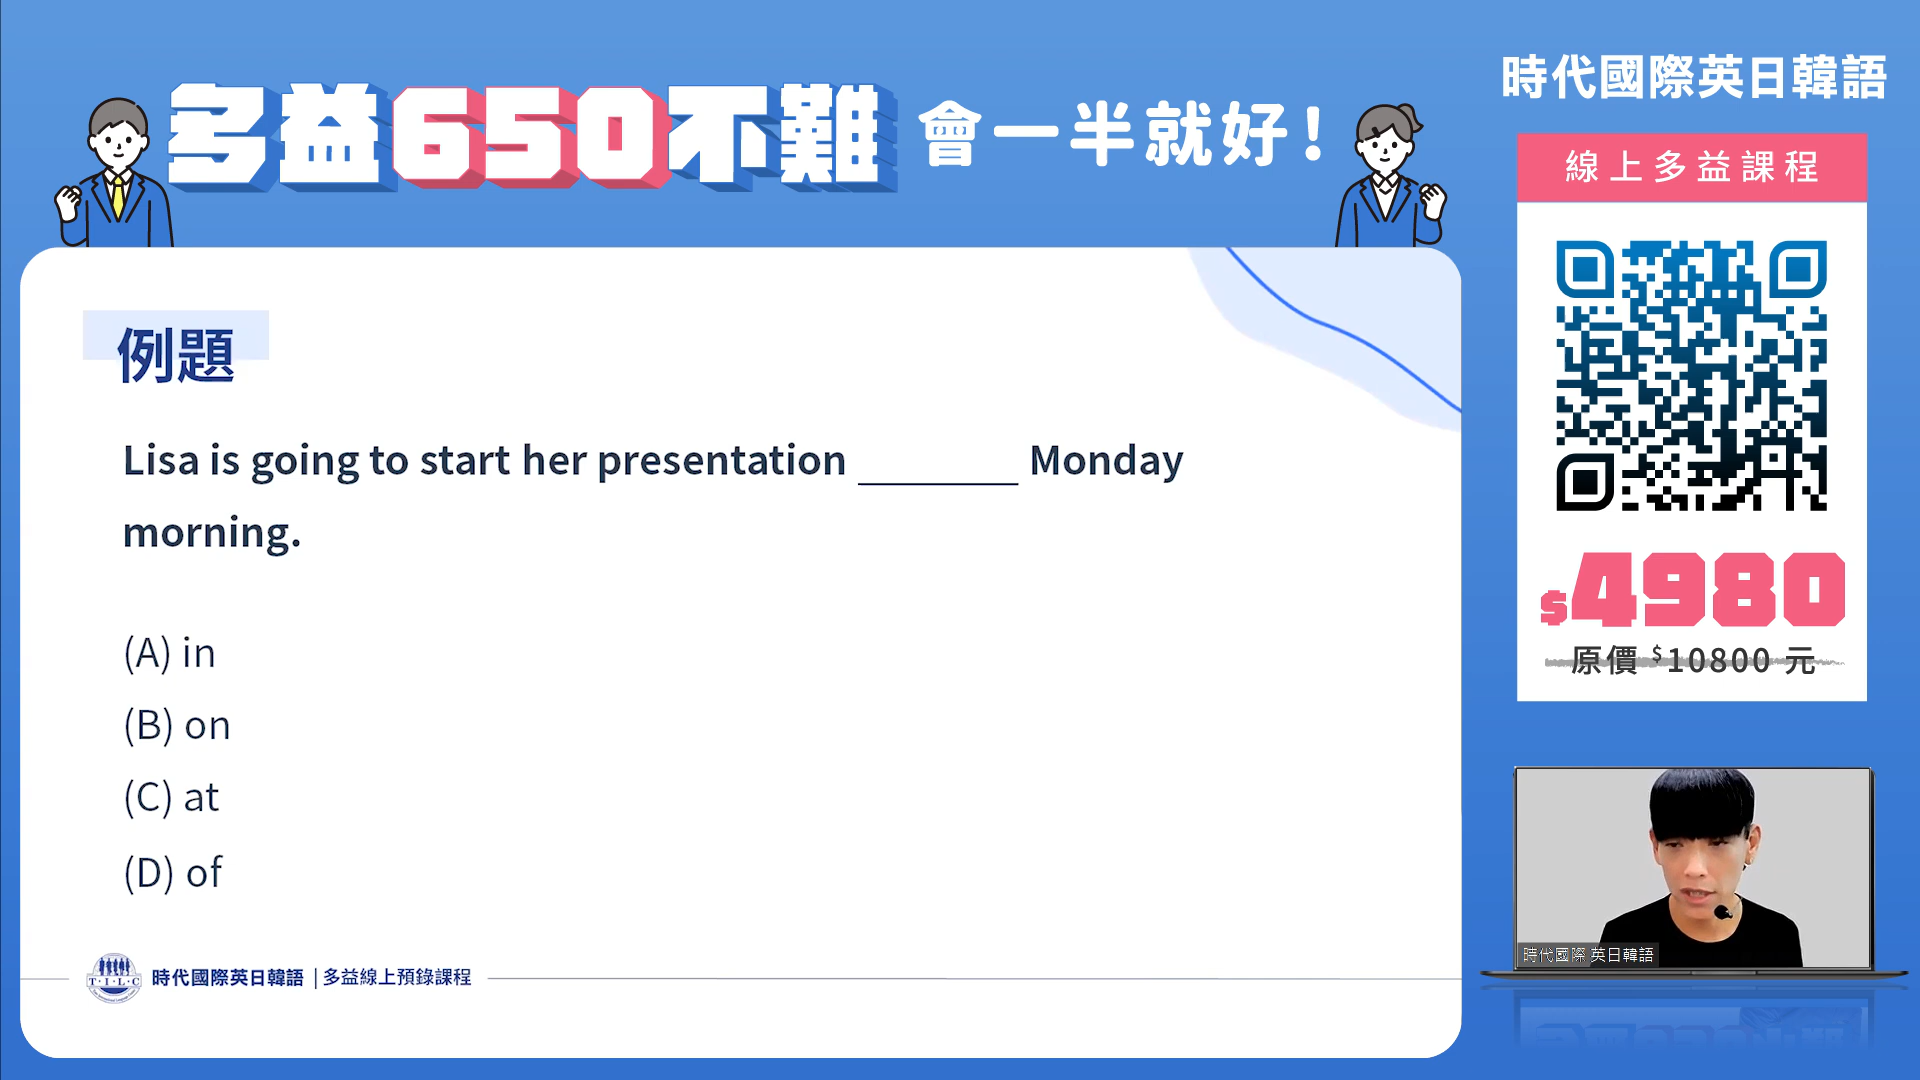 多益650不難 會一半就好!
時代國際英日韓語
線上多益課程
$4980
原價 $10800 元
例題
Lisa is going to start her presentation ________ Monday
morning.
(A) in
(B) on
(C) at
(D) of
T·I·L·C
時代國際英日韓語 | 多益線上預錄課程
時代國際 英日韓語